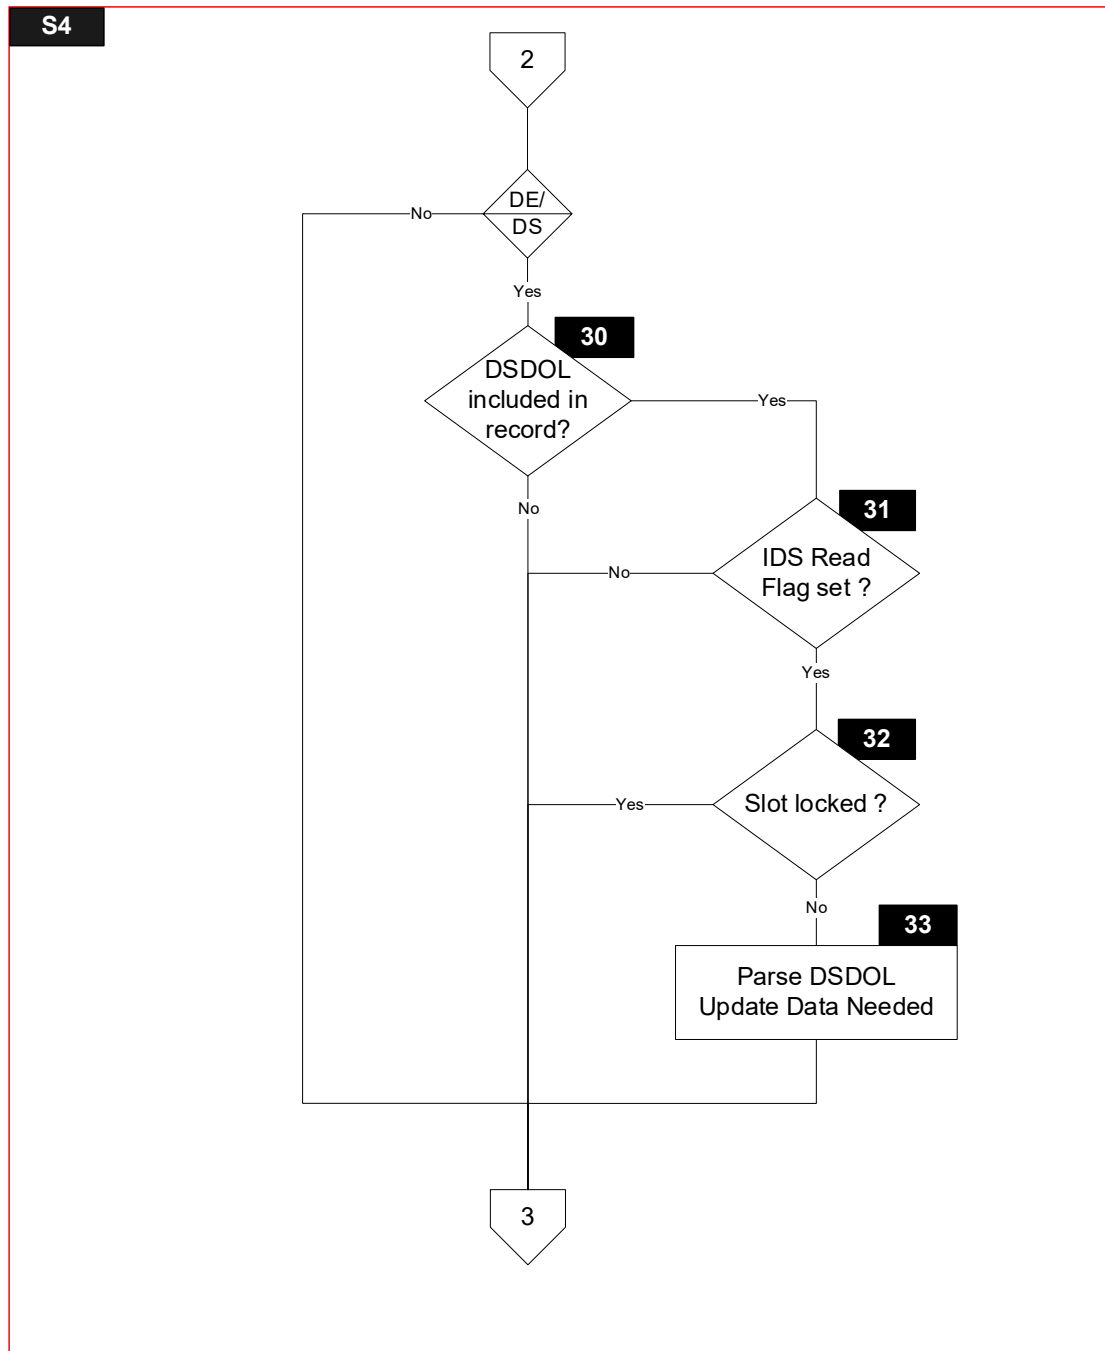 S4
2
DE/
DS
No
Yes
30
DSDOL
included in
record?
Yes
No
31
IDS Read
Flag set ?
No
Yes
32
Slot locked ?
Yes
No
33
Parse DSDOL
Update Data Needed
3